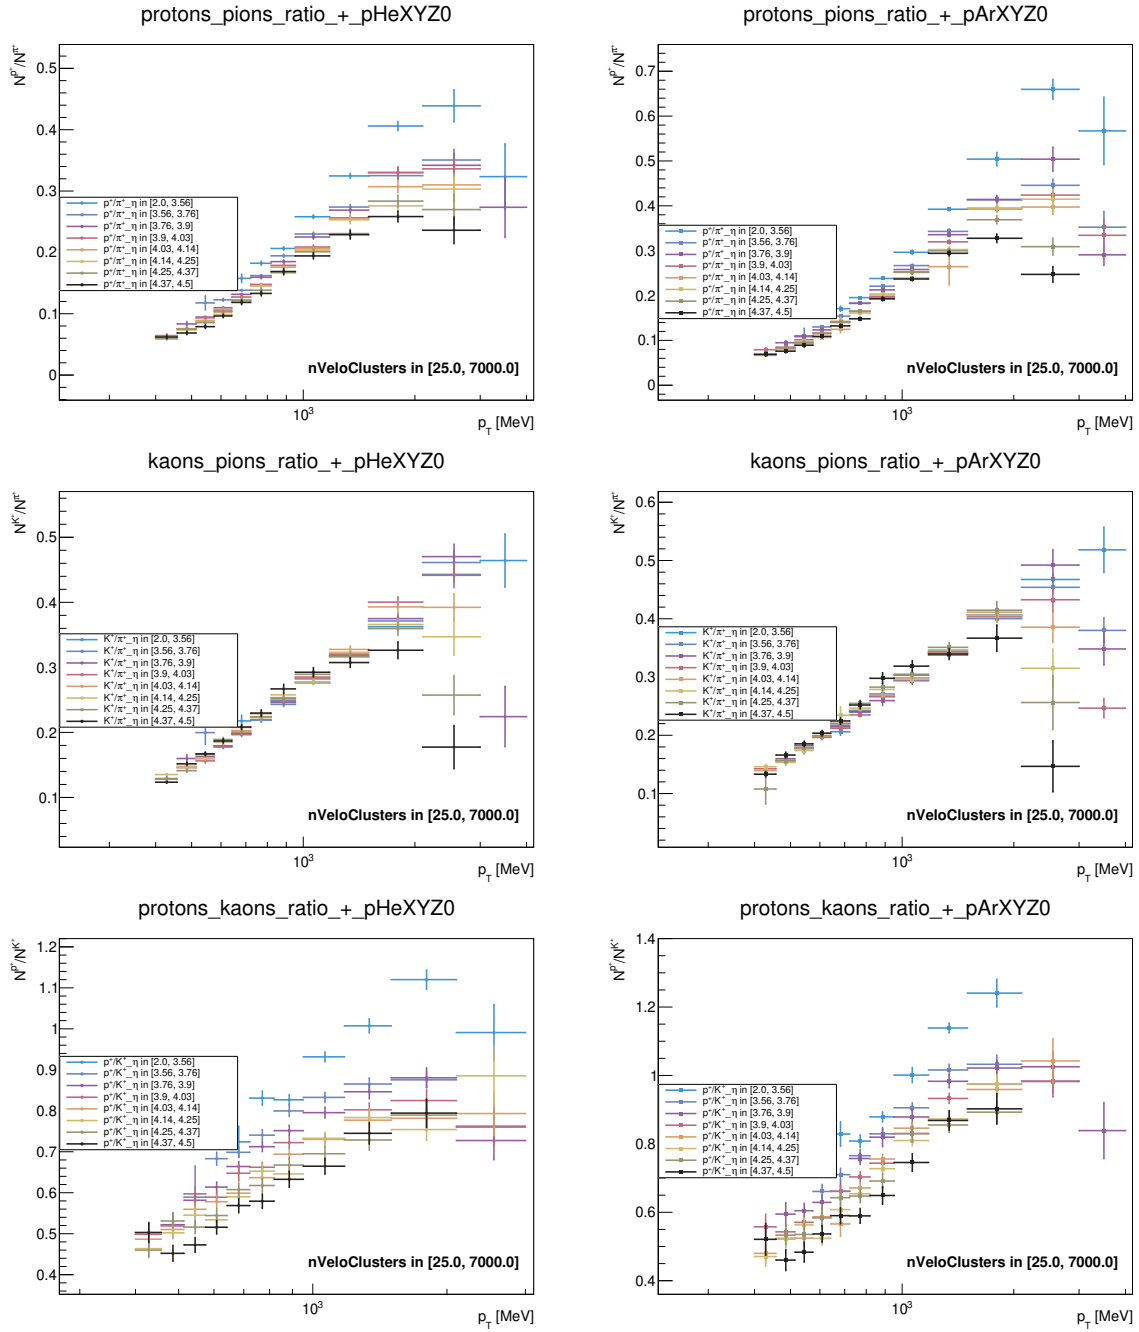 protons_pions_ratio_+_pHeXYZ0
N^{p^+}/N^{π^+}
0.5
0.4
0.3
0.2
0.1
0
p⁺/π⁺_η in [2.0, 3.56]
p⁺/π⁺_η in [3.56, 3.76]
p⁺/π⁺_η in [3.76, 3.9]
p⁺/π⁺_η in [3.9, 4.03]
p⁺/π⁺_η in [4.03, 4.14]
p⁺/π⁺_η in [4.14, 4.25]
p⁺/π⁺_η in [4.25, 4.37]
p⁺/π⁺_η in [4.37, 4.5]
nVeloClusters in [25.0, 7000.0]
10³
p_T [MeV]
protons_pions_ratio_+_pArXYZ0
N^{p^+}/N^{π^+}
0.7
0.6
0.5
0.4
0.3
0.2
0.1
0
p⁺/π⁺_η in [2.0, 3.56]
p⁺/π⁺_η in [3.56, 3.76]
p⁺/π⁺_η in [3.76, 3.9]
p⁺/π⁺_η in [3.9, 4.03]
p⁺/π⁺_η in [4.03, 4.14]
p⁺/π⁺_η in [4.14, 4.25]
p⁺/π⁺_η in [4.25, 4.37]
p⁺/π⁺_η in [4.37, 4.5]
nVeloClusters in [25.0, 7000.0]
10³
p_T [MeV]
kaons_pions_ratio_+_pHeXYZ0
N^{K^+}/N^{π^+}
0.5
0.4
0.3
0.2
0.1
K⁺/π⁺_η in [2.0, 3.56]
K⁺/π⁺_η in [3.56, 3.76]
K⁺/π⁺_η in [3.76, 3.9]
K⁺/π⁺_η in [3.9, 4.03]
K⁺/π⁺_η in [4.03, 4.14]
K⁺/π⁺_η in [4.14, 4.25]
K⁺/π⁺_η in [4.25, 4.37]
K⁺/π⁺_η in [4.37, 4.5]
nVeloClusters in [25.0, 7000.0]
10³
p_T [MeV]
kaons_pions_ratio_+_pArXYZ0
N^{K^+}/N^{π^+}
0.6
0.5
0.4
0.3
0.2
0.1
K⁺/π⁺_η in [2.0, 3.56]
K⁺/π⁺_η in [3.56, 3.76]
K⁺/π⁺_η in [3.76, 3.9]
K⁺/π⁺_η in [3.9, 4.03]
K⁺/π⁺_η in [4.03, 4.14]
K⁺/π⁺_η in [4.14, 4.25]
K⁺/π⁺_η in [4.25, 4.37]
K⁺/π⁺_η in [4.37, 4.5]
nVeloClusters in [25.0, 7000.0]
10³
p_T [MeV]
protons_kaons_ratio_+_pHeXYZ0
N^{p^+}/N^{K^+}
1.2
1.1
1
0.9
0.8
0.7
0.6
0.5
0.4
p⁺/K⁺_η in [2.0, 3.56]
p⁺/K⁺_η in [3.56, 3.76]
p⁺/K⁺_η in [3.76, 3.9]
p⁺/K⁺_η in [3.9, 4.03]
p⁺/K⁺_η in [4.03, 4.14]
p⁺/K⁺_η in [4.14, 4.25]
p⁺/K⁺_η in [4.25, 4.37]
p⁺/K⁺_η in [4.37, 4.5]
nVeloClusters in [25.0, 7000.0]
10³
p_T [MeV]
protons_kaons_ratio_+_pArXYZ0
N^{p^+}/N^{K^+}
1.4
1.2
1
0.8
0.6
0.4
p⁺/K⁺_η in [2.0, 3.56]
p⁺/K⁺_η in [3.56, 3.76]
p⁺/K⁺_η in [3.76, 3.9]
p⁺/K⁺_η in [3.9, 4.03]
p⁺/K⁺_η in [4.03, 4.14]
p⁺/K⁺_η in [4.14, 4.25]
p⁺/K⁺_η in [4.25, 4.37]
p⁺/K⁺_η in [4.37, 4.5]
nVeloClusters in [25.0, 7000.0]
10³
p_T [MeV]